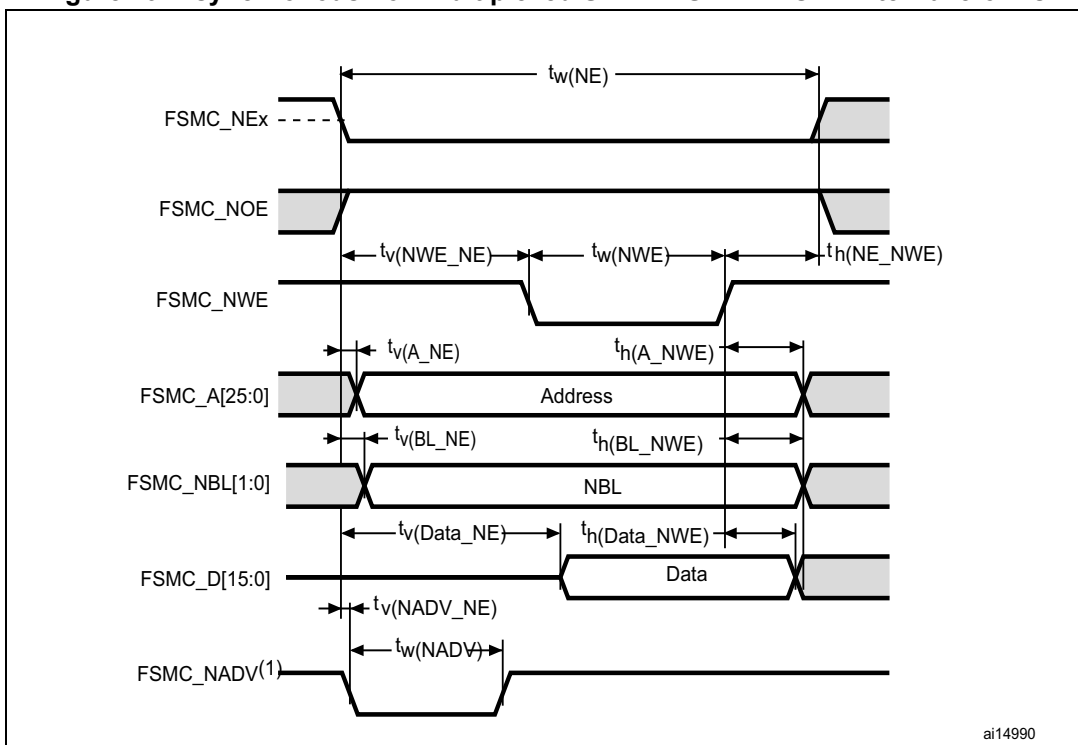 tw(NE)
FSMC_NEx
FSMC_NOE
tv(NWE_NE)
tw(NWE)
th(NE_NWE)
FSMC_NWE
tv(A_NE)
th(A_NWE)
FSMC_A[25:0]
Address
tv(BL_NE)
th(BL_NWE)
FSMC_NBL[1:0]
NBL
tv(Data_NE)
th(Data_NWE)
FSMC_D[15:0]
Data
tv(NADV_NE)
tw(NADV)
FSMC_NADV(1)
ai14990